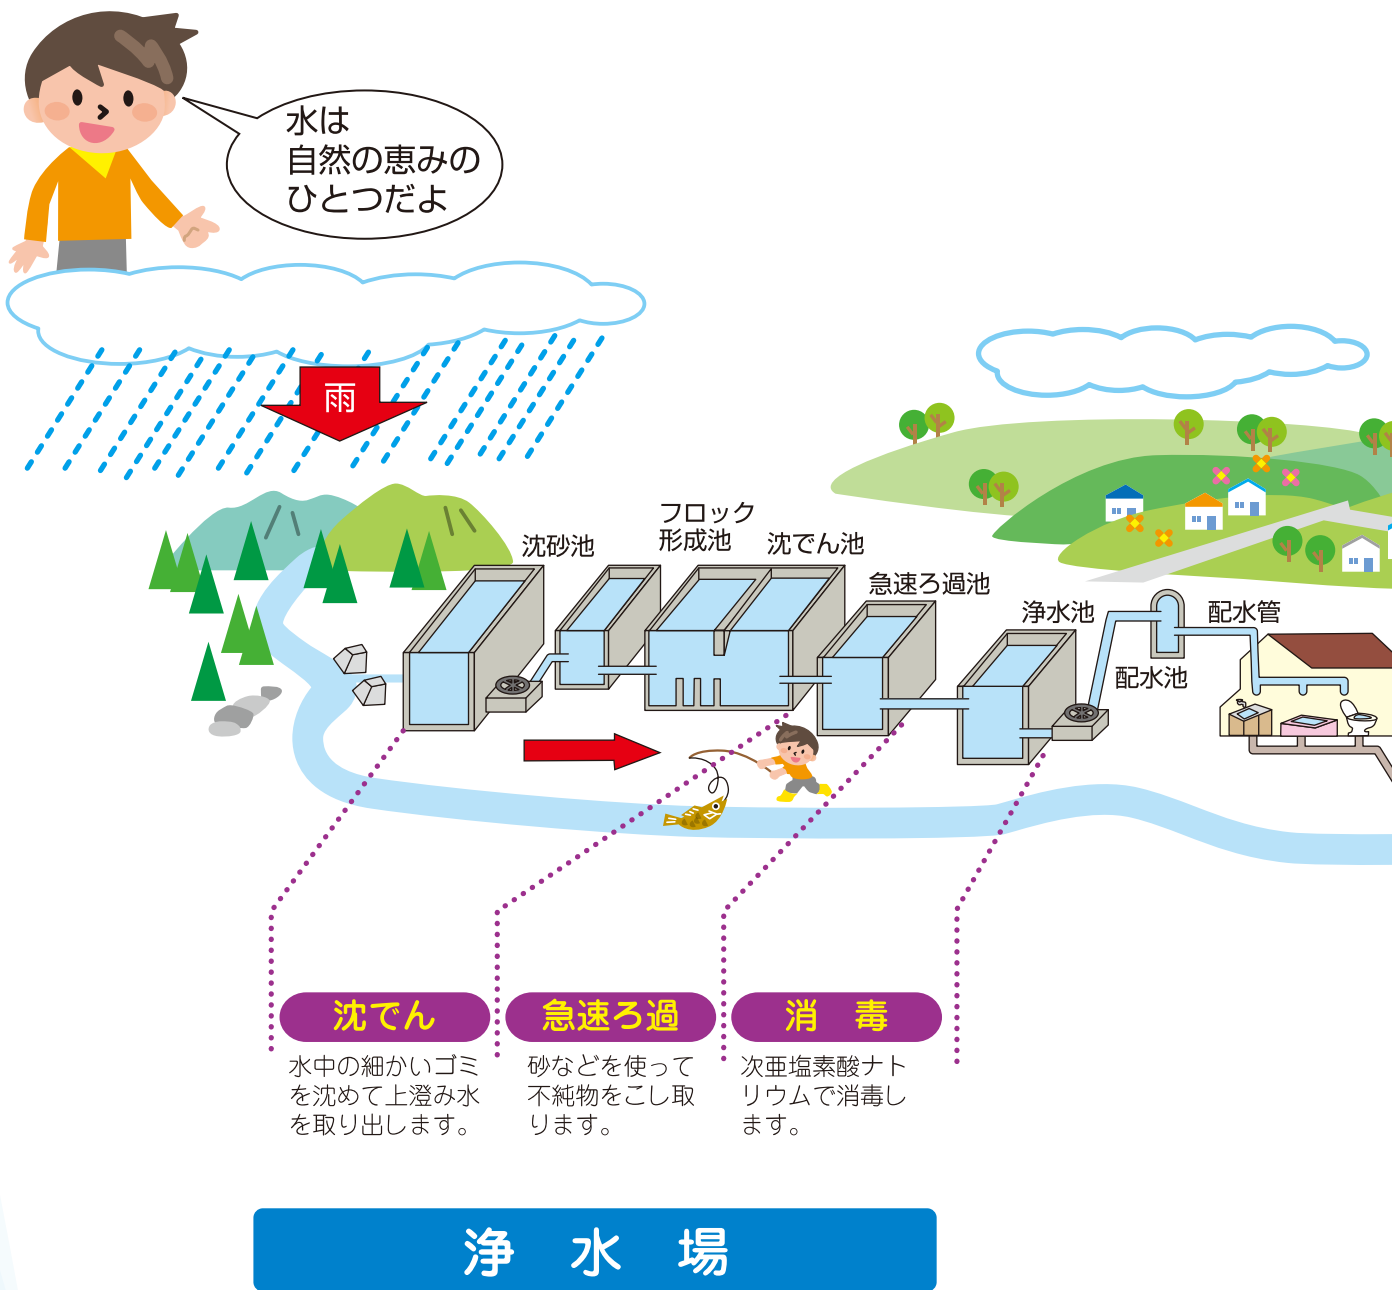 水は
自然の恵みの
ひとつだよ
雨
沈砂池
フロック
形成池
沈でん池
急速ろ過池
浄水池
配水池
配水管
沈でん
水中の細かいゴミ
を沈めて上澄み水
を取り出します。
急速ろ過
砂などを使って
不純物をこし取
ります。
消　毒
次亜塩素酸ナト
リウムで消毒し
ます。
浄　水　場